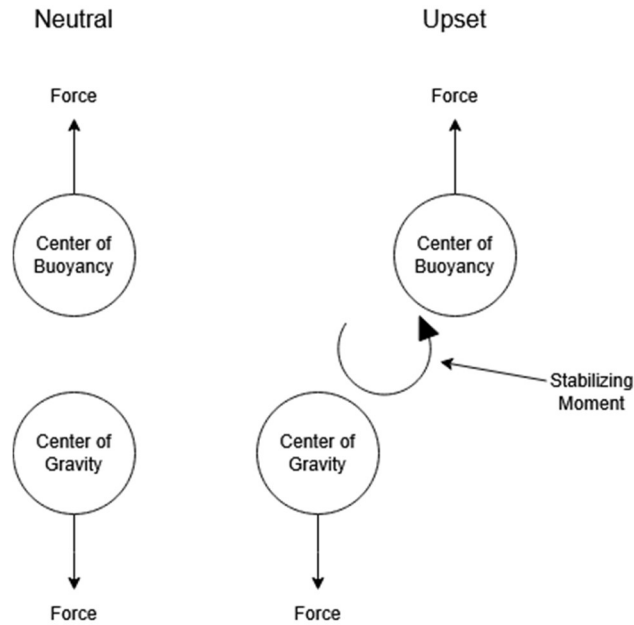 Neutral
Upset
Force
Force
Center of
Buoyancy
Center of
Buoyancy
Stabilizing
Moment
Center of
Gravity
Center of
Gravity
Force
Force